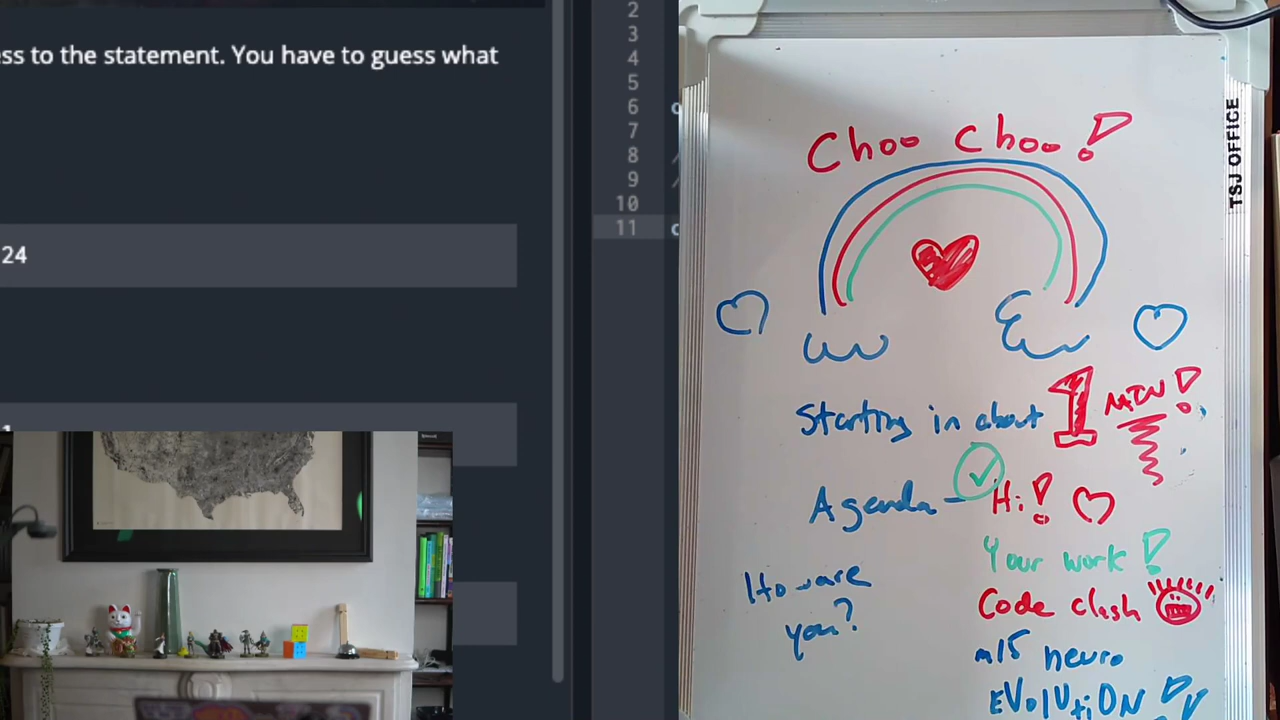 ss to the statement. You have to guess what
24
2
3
4
5
6
7
8
9
10
11
Choo Choo!
TSJ OFFICE
Starting in about 1 MIN!
Agenda - Hi!
Your work!
Code clash
How are
you?
ml5 neuro
EVolUtiON